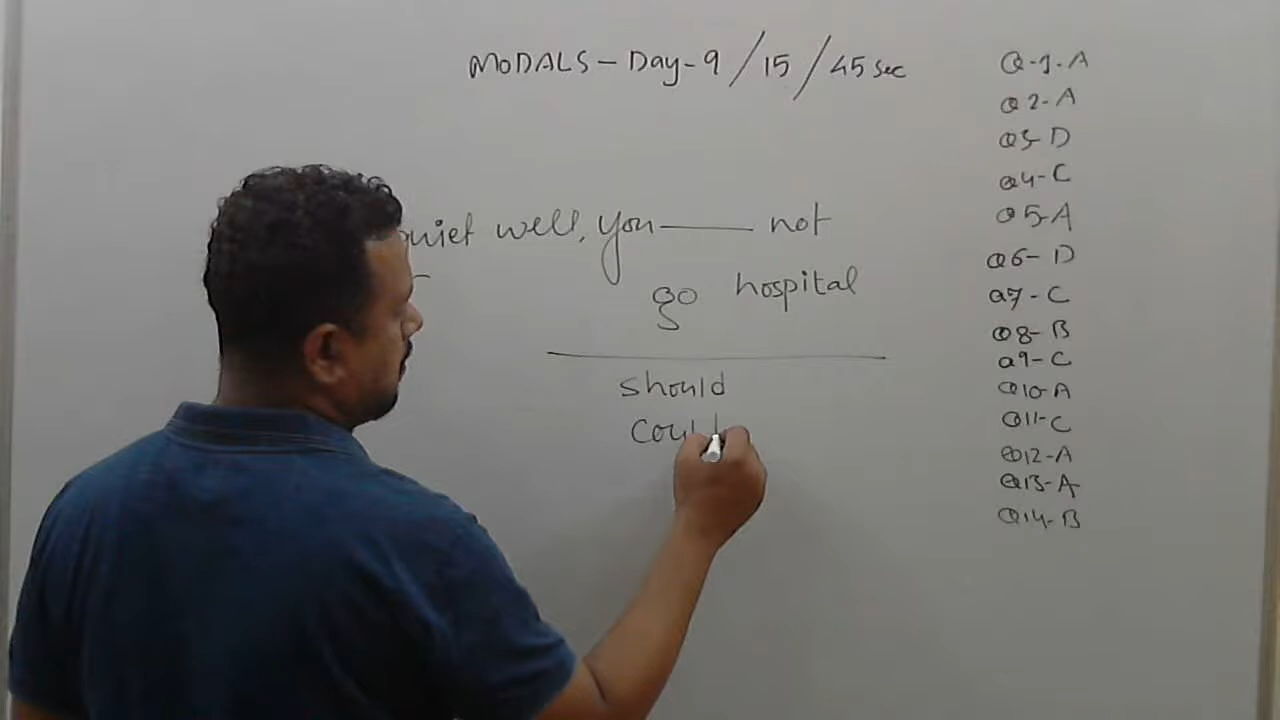 MODALS - Day - 9 / 15 / 45 sec
quiet well, you ___ not
go hospital
should
Could
Q-1-A
Q2-A
Q3-D
Q4-C
Q5-A
Q6-D
Q7-C
Q8-B
Q9-C
Q10-A
Q11-C
Q12-A
Q13-A
Q14-B